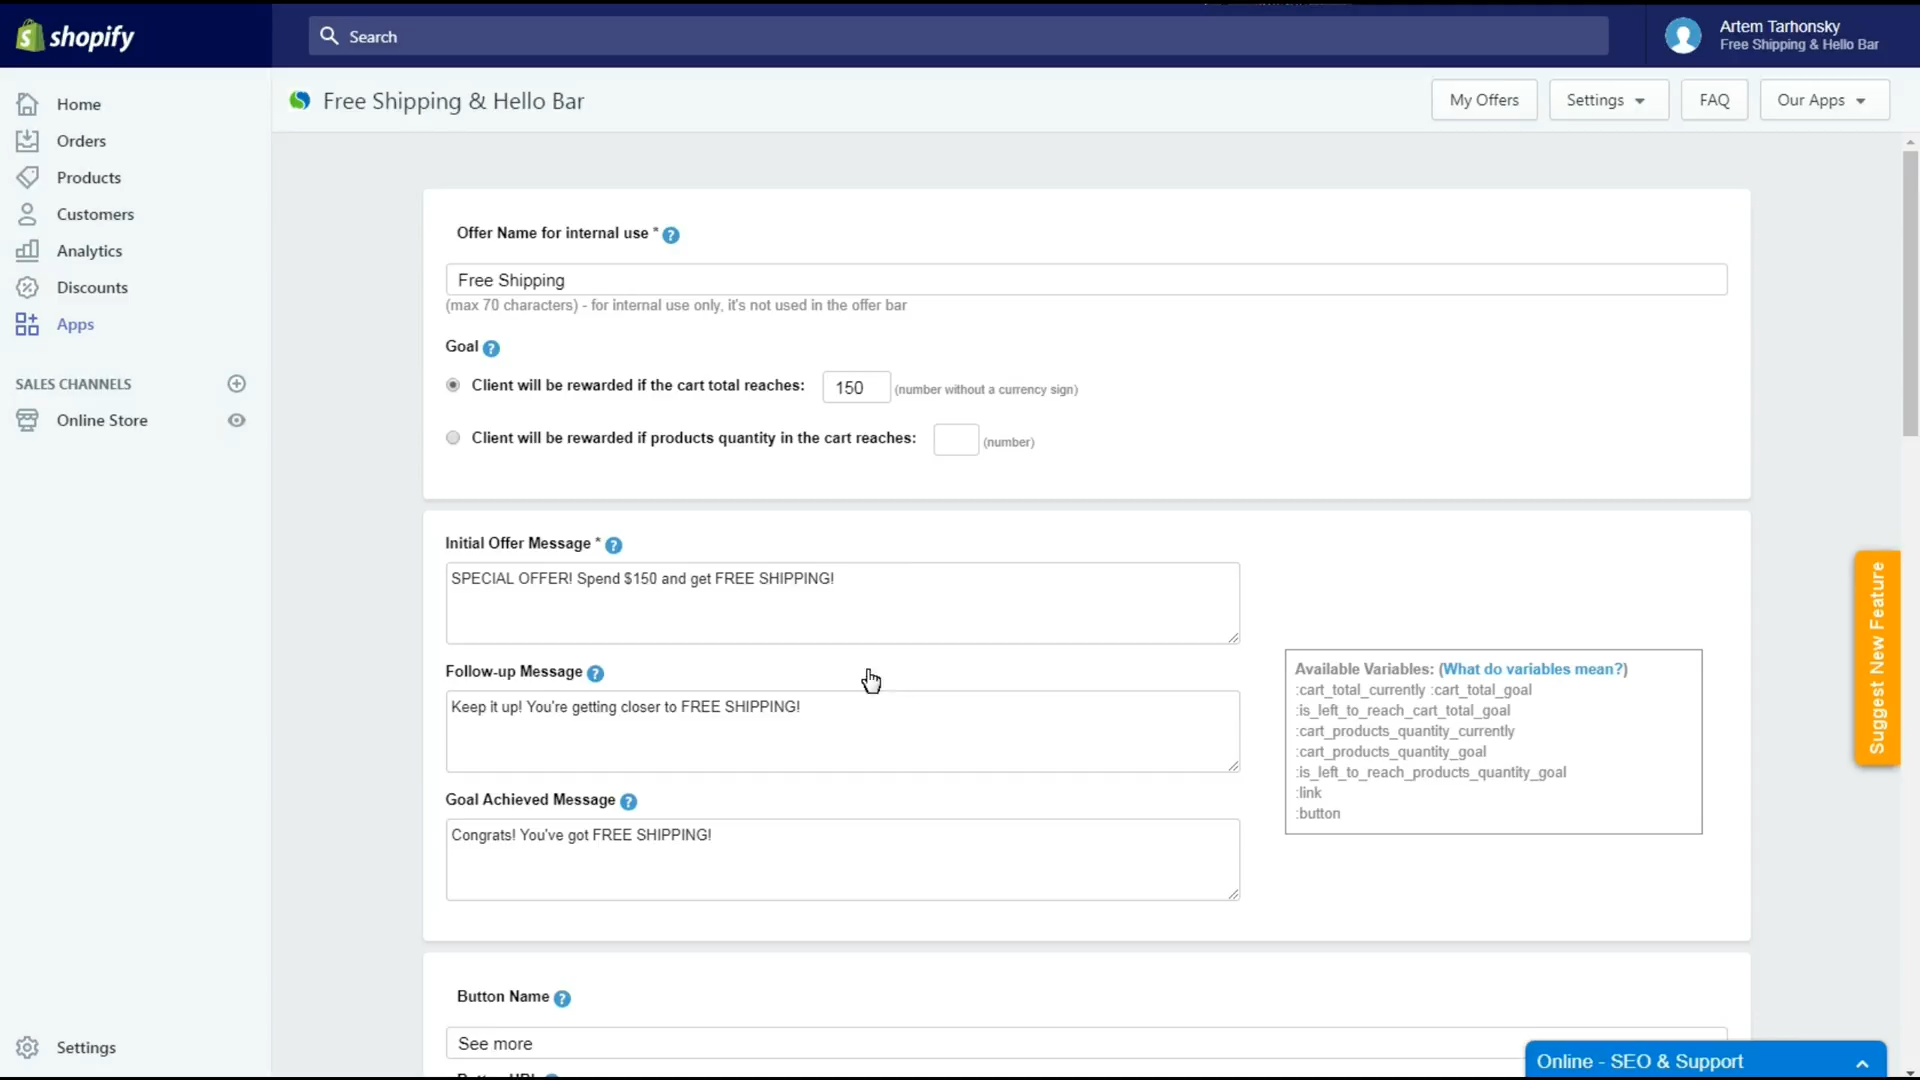 shopify
Search
Artem Tarhonsky
Free Shipping & Hello Bar
Home
Orders
Products
Customers
Analytics
Discounts
Apps
SALES CHANNELS
Online Store
Settings
Free Shipping & Hello Bar
My Offers
Settings
FAQ
Our Apps
Offer Name for internal use * ?
Free Shipping
(max 70 characters) - for internal use only, it's not used in the offer bar
Goal ?
Client will be rewarded if the cart total reaches: 150 (number without a currency sign)
Client will be rewarded if products quantity in the cart reaches: (number)
Initial Offer Message * ?
SPECIAL OFFER! Spend $150 and get FREE SHIPPING!
Follow-up Message ?
Keep it up! You're getting closer to FREE SHIPPING!
Goal Achieved Message ?
Congrats! You've got FREE SHIPPING!
Available Variables: (What do variables mean?)
:cart_total_currently :cart_total_goal
:is_left_to_reach_cart_total_goal
:cart_products_quantity_currently
:cart_products_quantity_goal
:is_left_to_reach_products_quantity_goal
:link
:button
Suggest New Feature
Button Name ?
See more
Online - SEO & Support